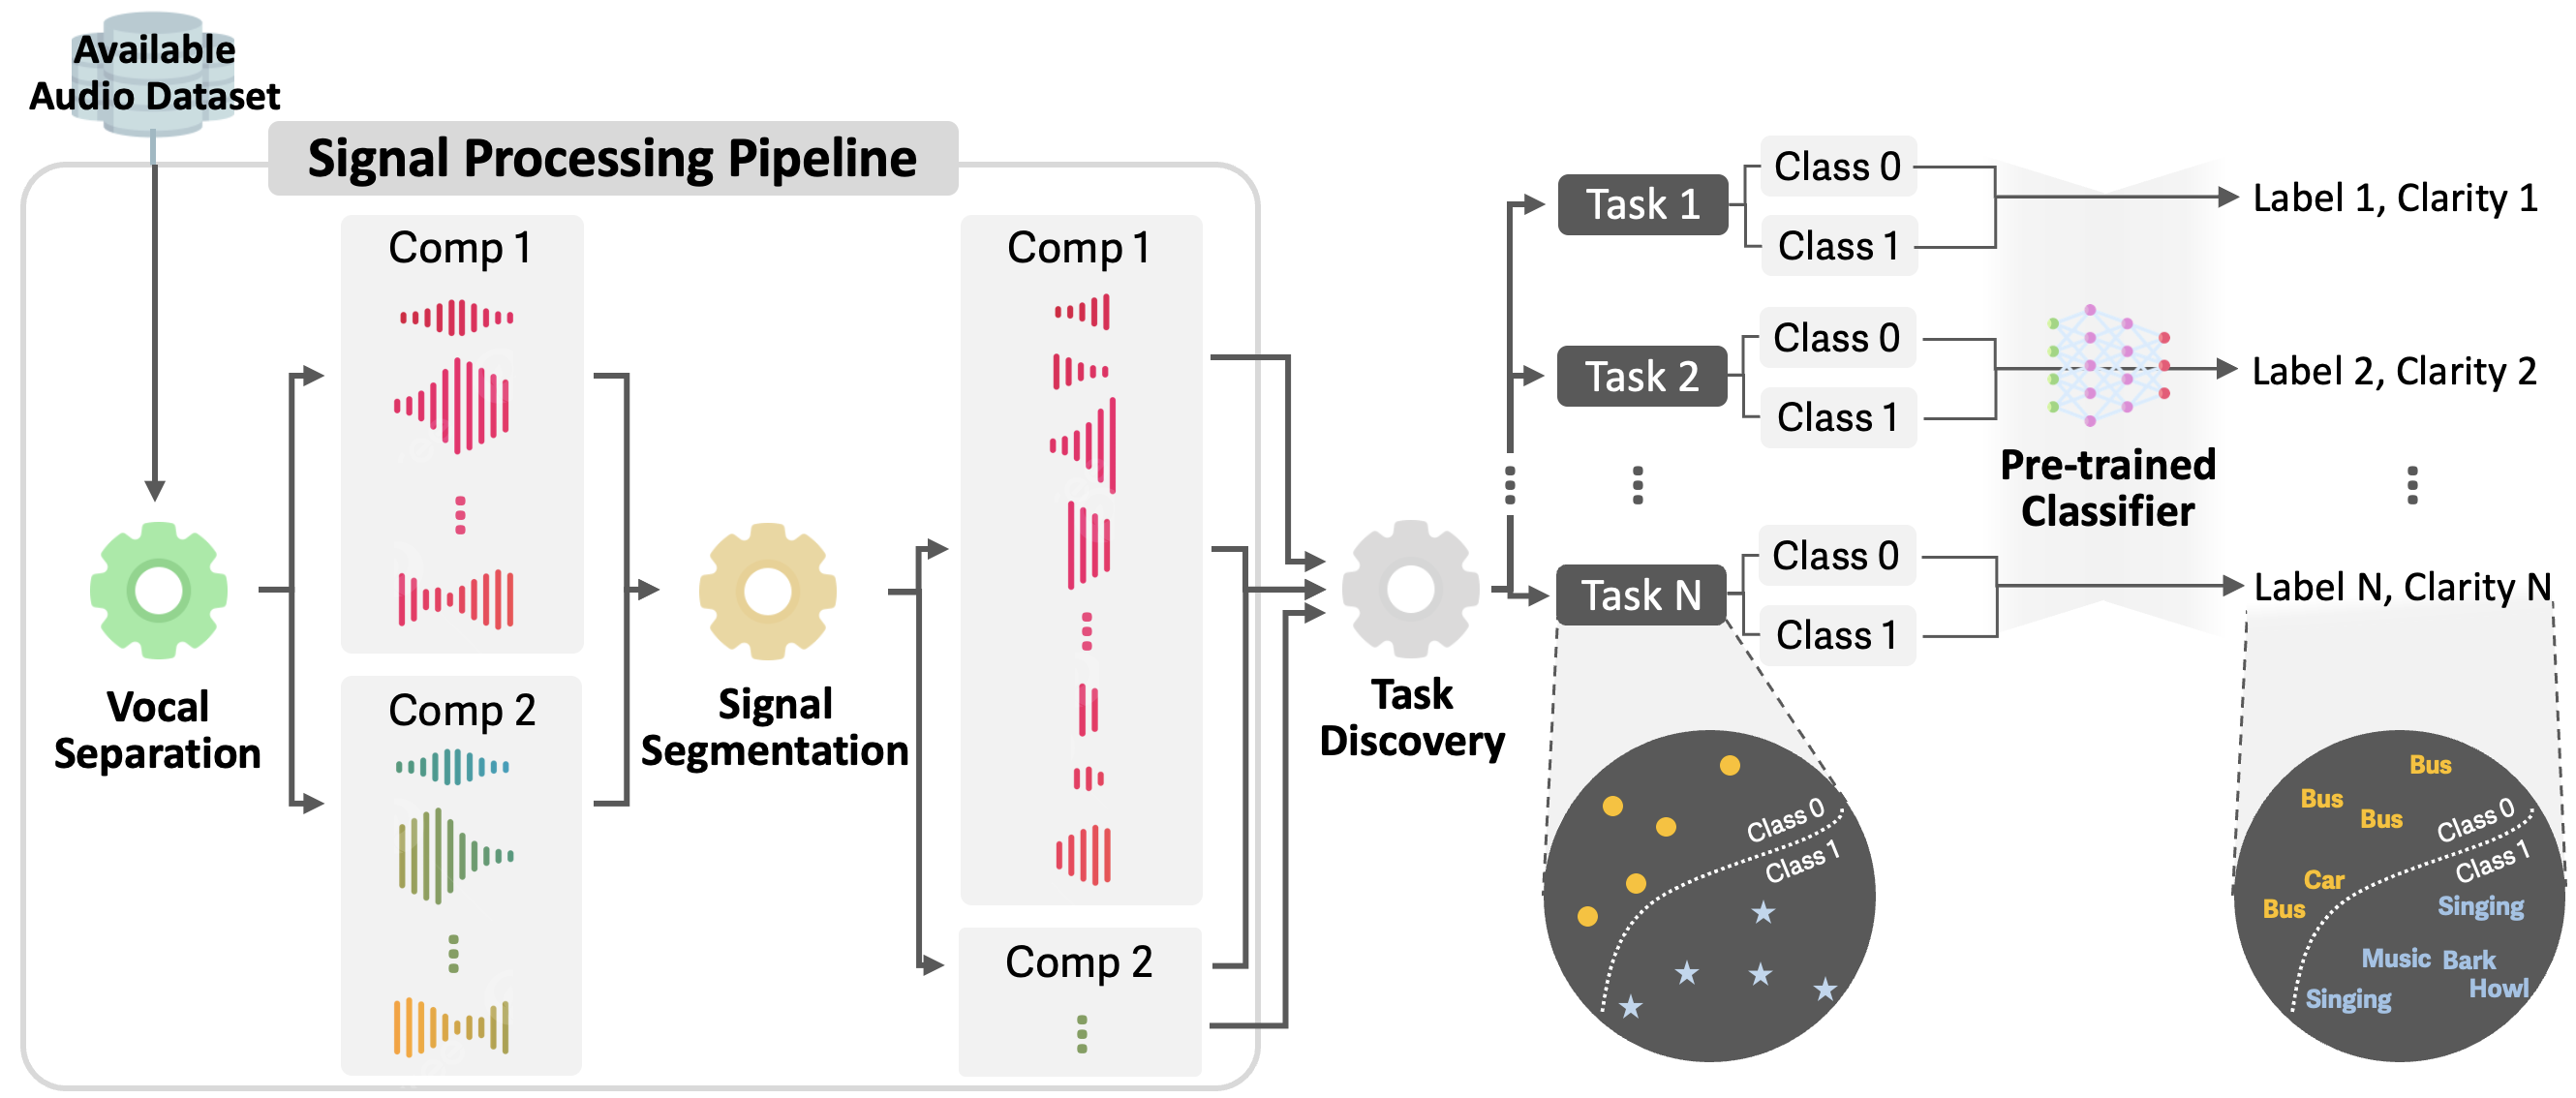 Available
Audio Dataset
Signal Processing Pipeline
Comp 1
Comp 2
Vocal
Separation
Signal
Segmentation
Comp 1
Comp 2
Task
Discovery
Task 1
Class 0
Class 1
Label 1, Clarity 1
Task 2
Class 0
Class 1
Label 2, Clarity 2
Pre-trained
Classifier
Task N
Class 0
Class 1
Label N, Clarity N
Class 0
Class 1
Bus
Bus
Bus
Class 0
Class 1
Car
Bus
Singing
Music
Bark
Howl
Singing